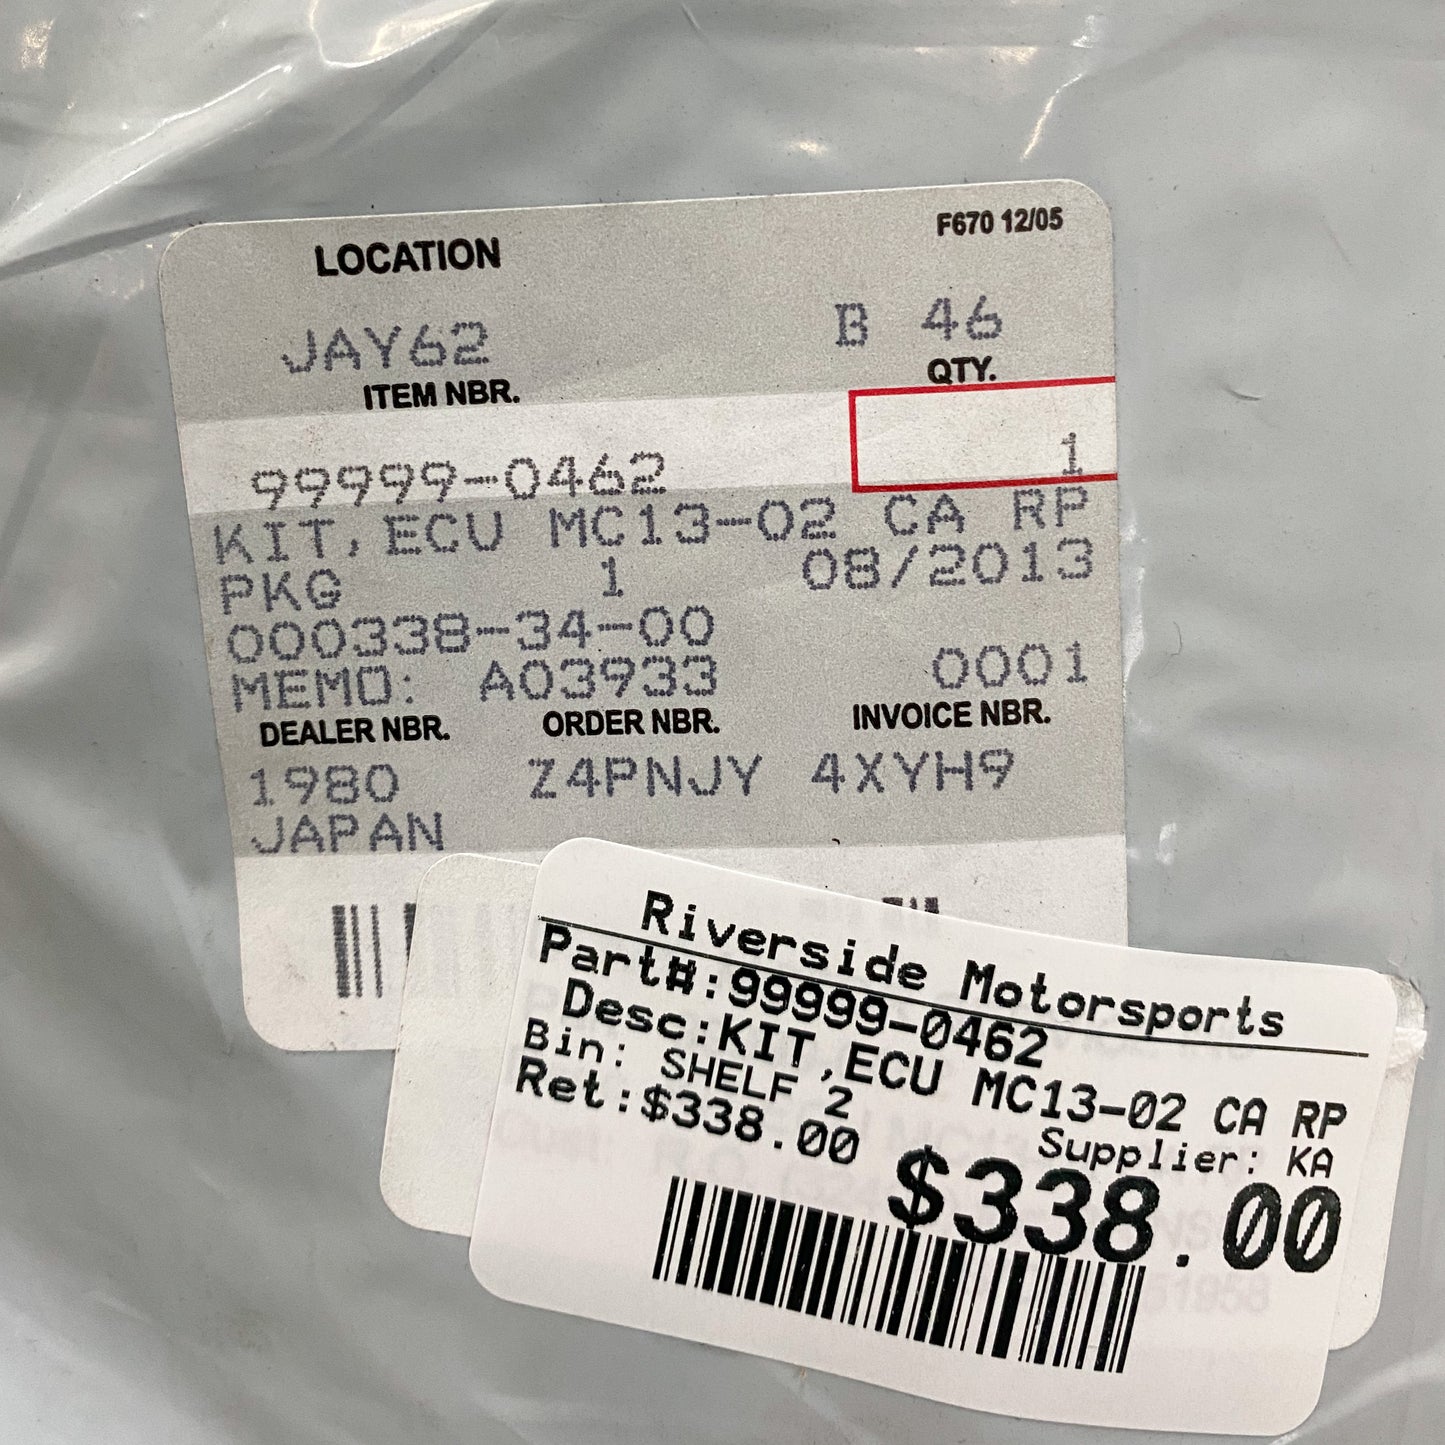 F670 12/05
LOCATION
JAY62 B 46
ITEM NBR. QTY.
99999-0462 1
KIT, ECU MC13-02 CA RP
PKG 1 08/2013
000338-34-00
MEMO: A03933 0001
DEALER NBR. ORDER NBR. INVOICE NBR.
1980 Z4PNJY 4XYH9
JAPAN
Riverside Motorsports
Part#:99999-0462
Desc:KIT,ECU MC13-02 CA RP
Bin: SHELF 2
Supplier: KA
Ret:$338.00
$338.00